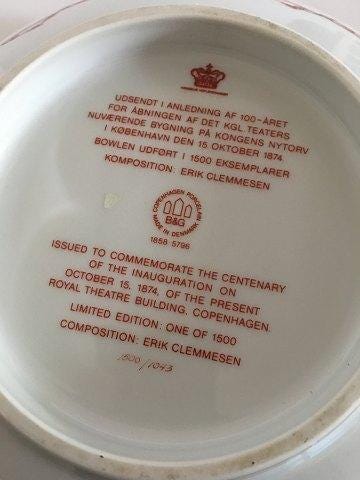 UDSENDT I ANLEDNING AF 100-ÅRET
FOR ÅBNINGEN AF DET KGL. TEATERS
NUVÆRENDE BYGNING PÅ KONGENS NYTORV
I KØBENHAVN DEN 15. OKTOBER 1874.
BOWLEN UDFØRT I 1500 EKSEMPLARER
KOMPOSITION: ERIK CLEMMESEN
COPENHAGEN PORCELAIN
B&G
MADE IN DENMARK
1858 5796
ISSUED TO COMMEMORATE THE CENTENARY
OF THE INAUGURATION ON
OCTOBER 15, 1874, OF THE PRESENT
ROYAL THEATRE BUILDING, COPENHAGEN.
LIMITED EDITION: ONE OF 1500
COMPOSITION: ERIK CLEMMESEN
1500/1043